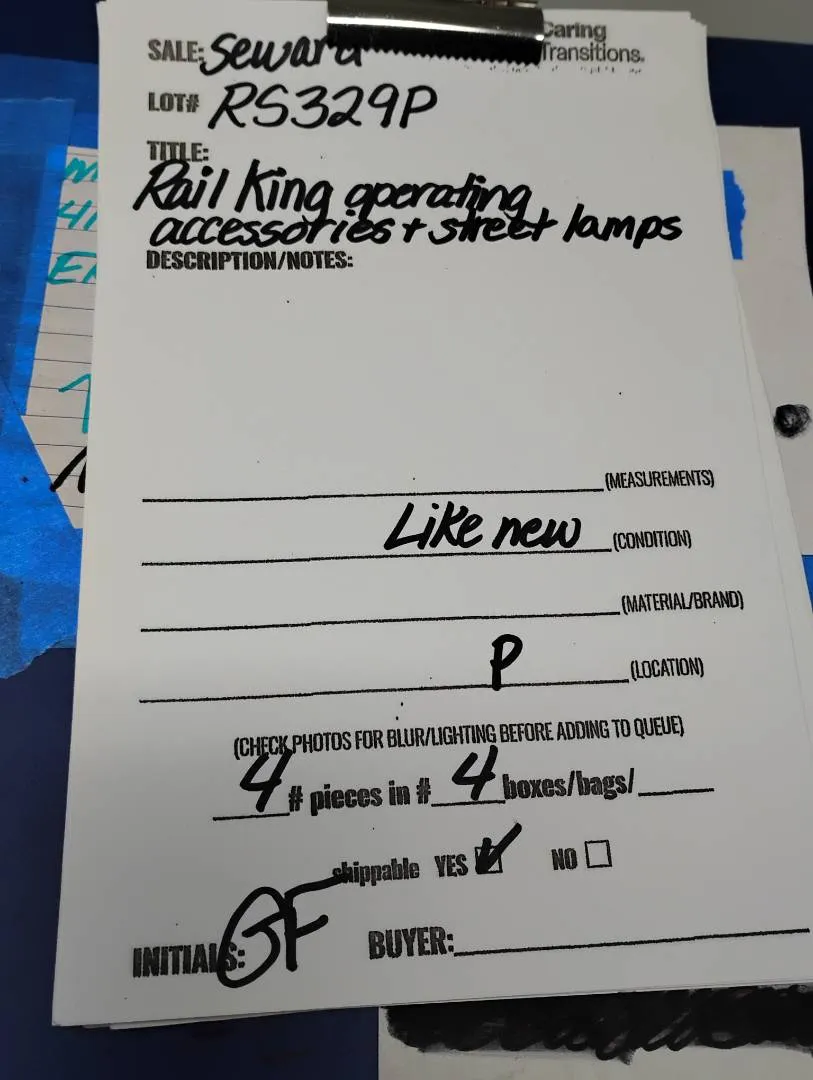 Caring
Transitions.
SALE: Seward
LOT# RS329P
TITLE:
Rail King operating
accessories + street lamps
DESCRIPTION/NOTES:
(MEASUREMENTS)
Like new (CONDITION)
(MATERIAL/BRAND)
P (LOCATION)
(CHECK PHOTOS FOR BLUR/LIGHTING BEFORE ADDING TO QUEUE)
4 # pieces in # 4 boxes/bags/
shippable YES ✓ NO
INITIALS: GF BUYER: